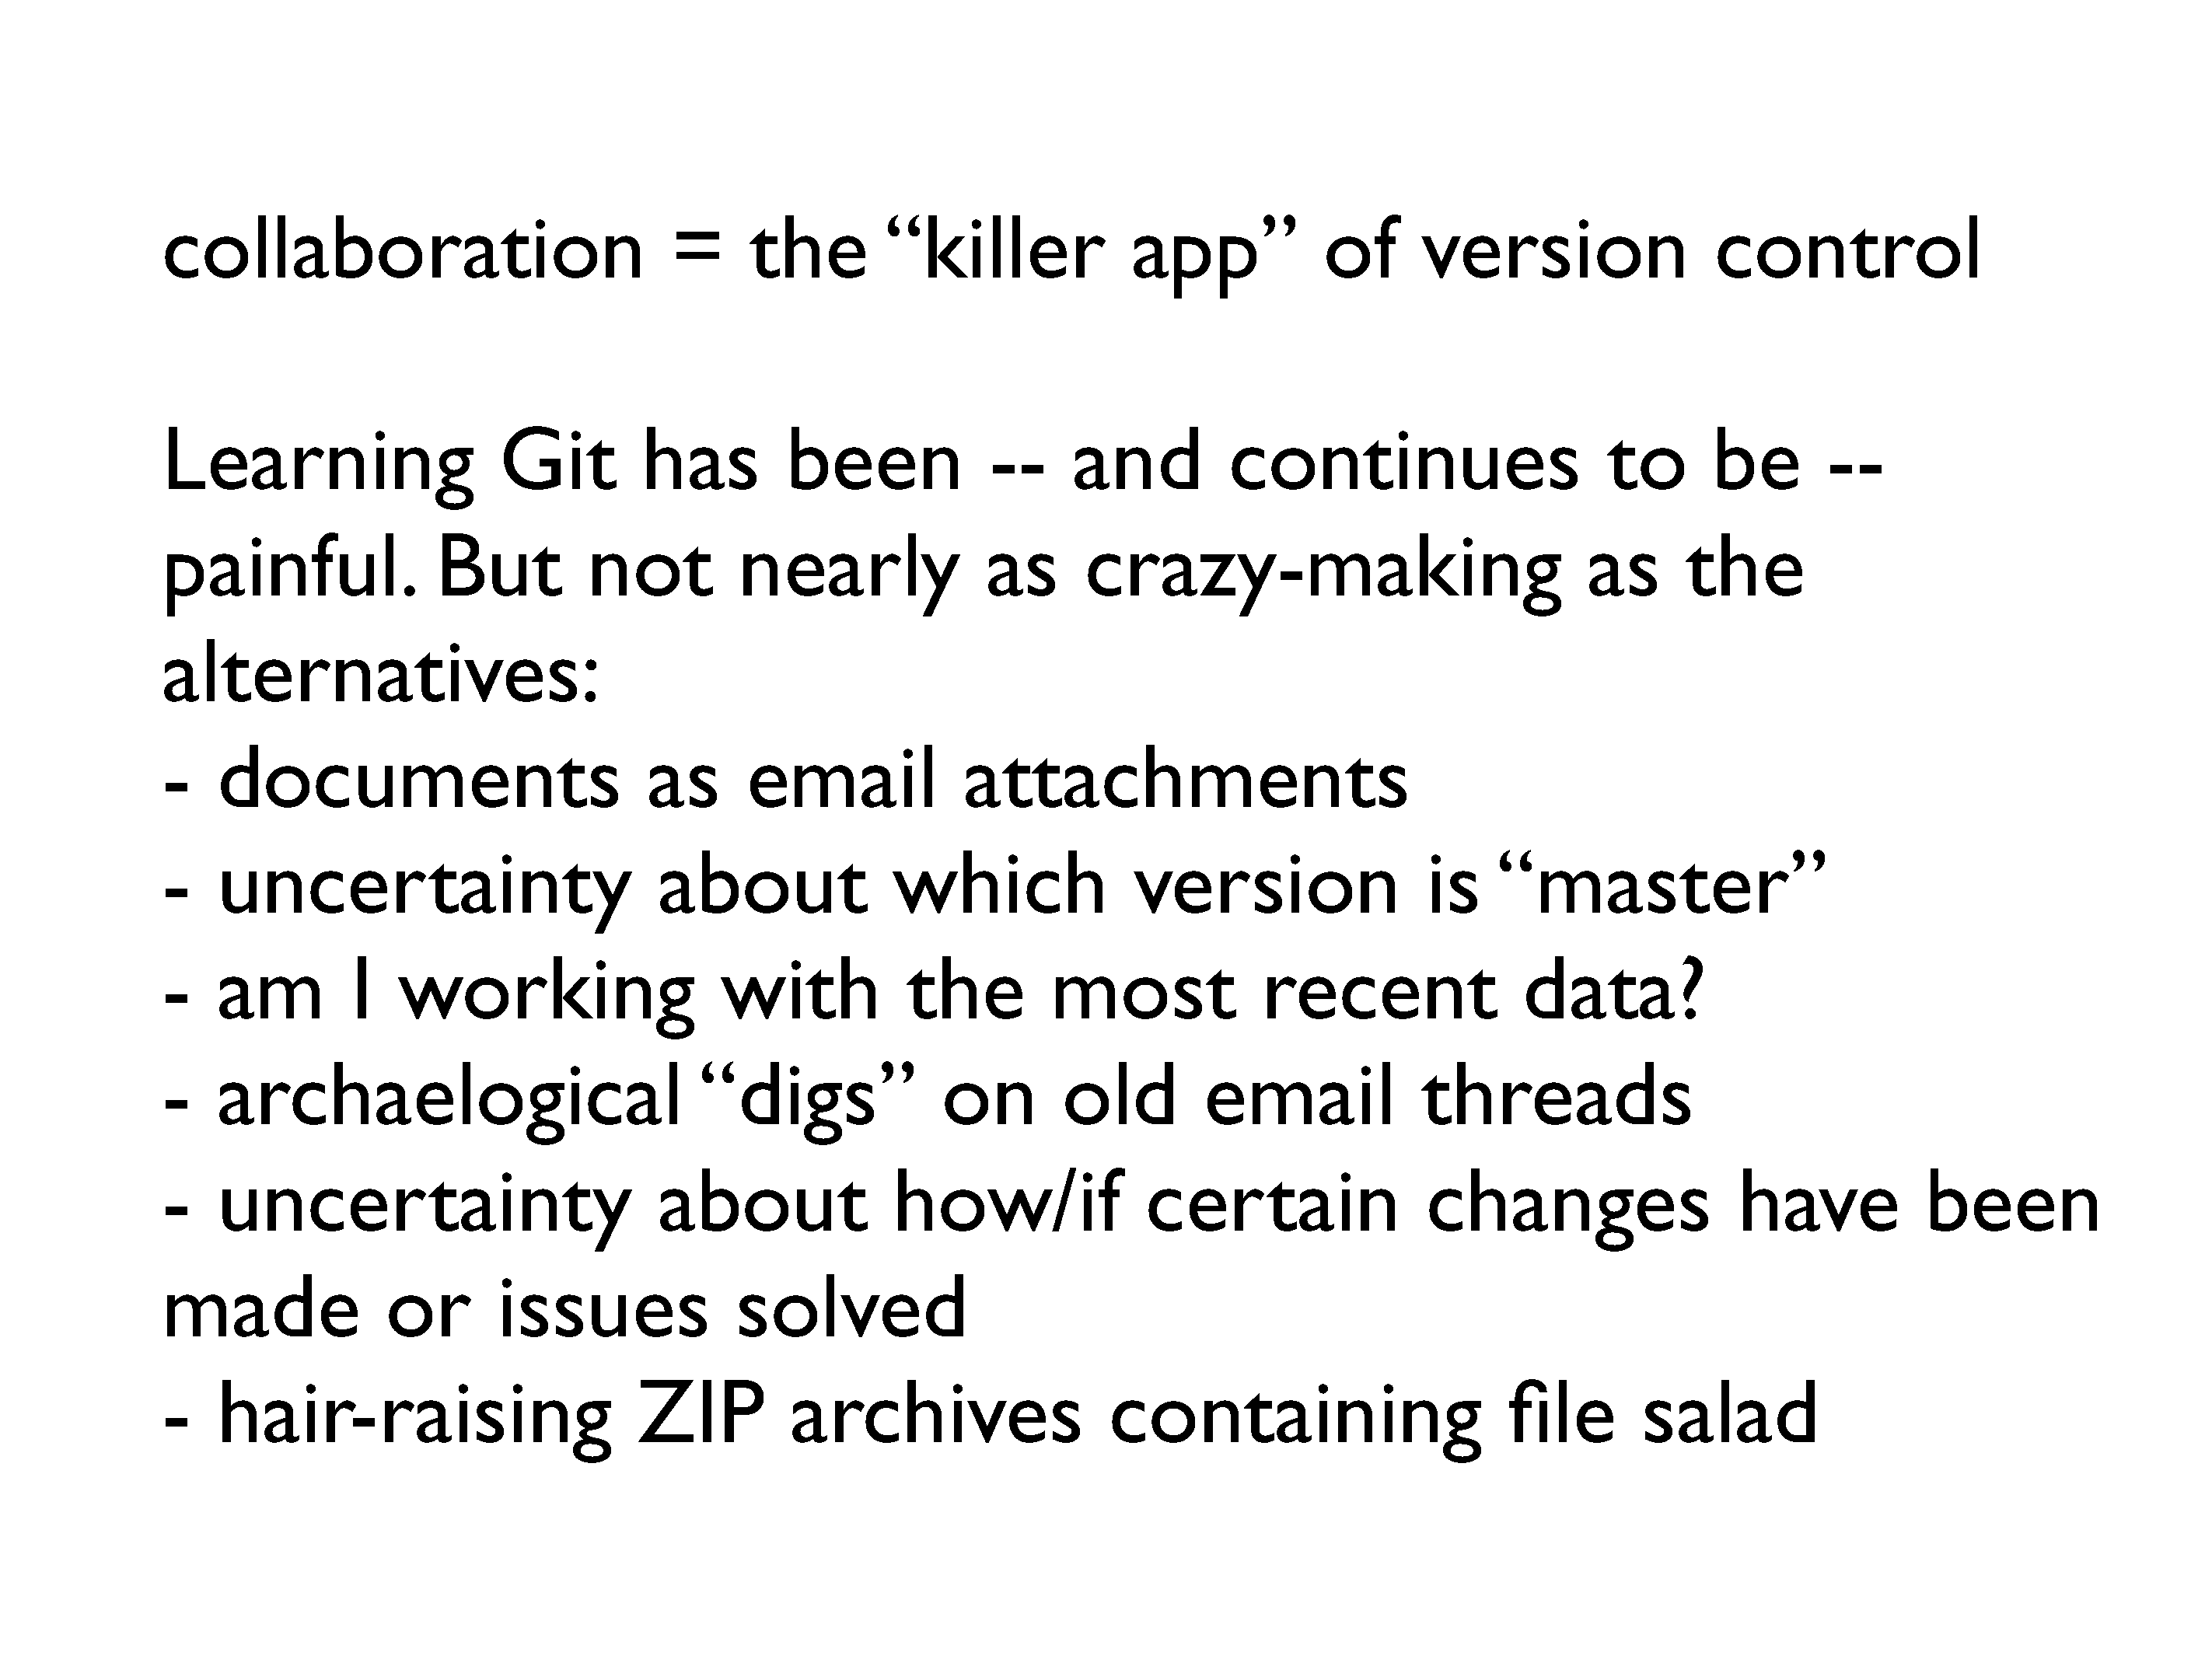 collaboration = the “killer app” of version control
Learning Git has been -- and continues to be --
painful. But not nearly as crazy-making as the
alternatives:
- documents as email attachments
- uncertainty about which version is “master”
- am I working with the most recent data?
- archaelogical “digs” on old email threads
- uncertainty about how/if certain changes have been
made or issues solved
- hair-raising ZIP archives containing file salad